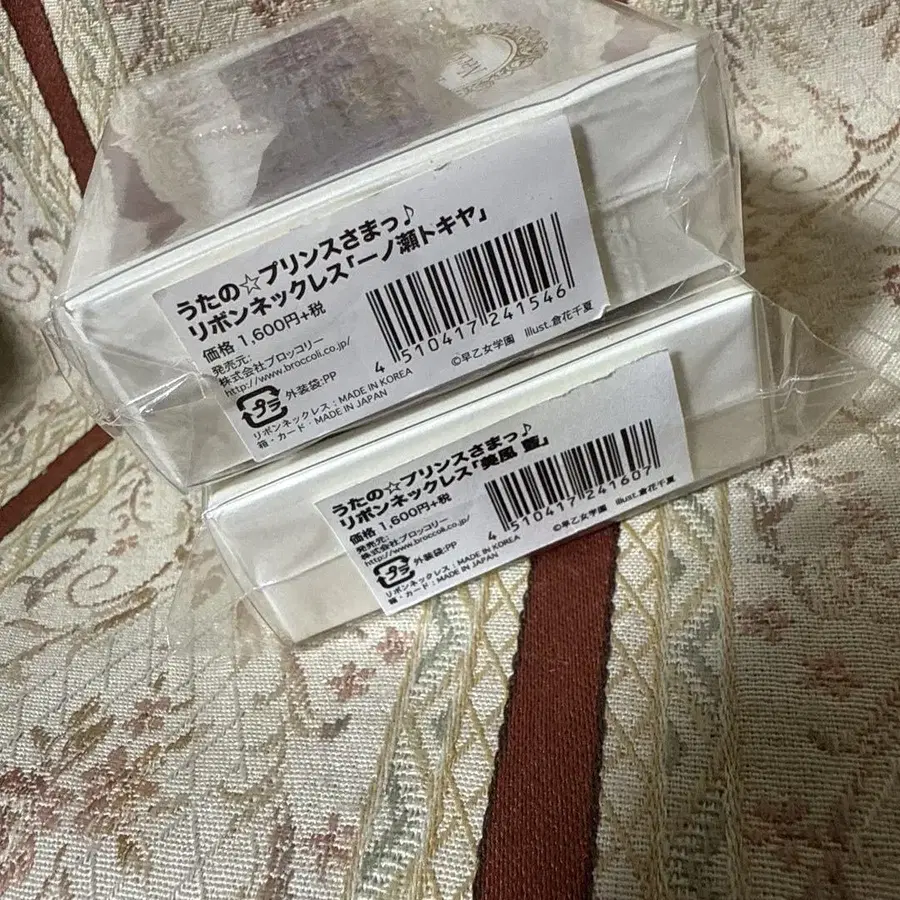 うたの☆プリンスさまっ♪
リボンネックレス「一ノ瀬トキヤ」
価格 1,600円+税
発売元:
株式会社ブロッコリー
http://www.broccoli.co.jp/
プラ 外装袋:PP
リボンネックレス:MADE IN KOREA
箱・カード:MADE IN JAPAN
4 510417 241546
©早乙女学園 Illust.倉花千夏
うたの☆プリンスさまっ♪
リボンネックレス「美風 藍」
価格 1,600円+税
発売元:
株式会社ブロッコリー
http://www.broccoli.co.jp/
プラ 外装袋:PP
リボンネックレス:MADE IN KOREA
箱・カード:MADE IN JAPAN
4 510417 241607
©早乙女学園 Illust.倉花千夏